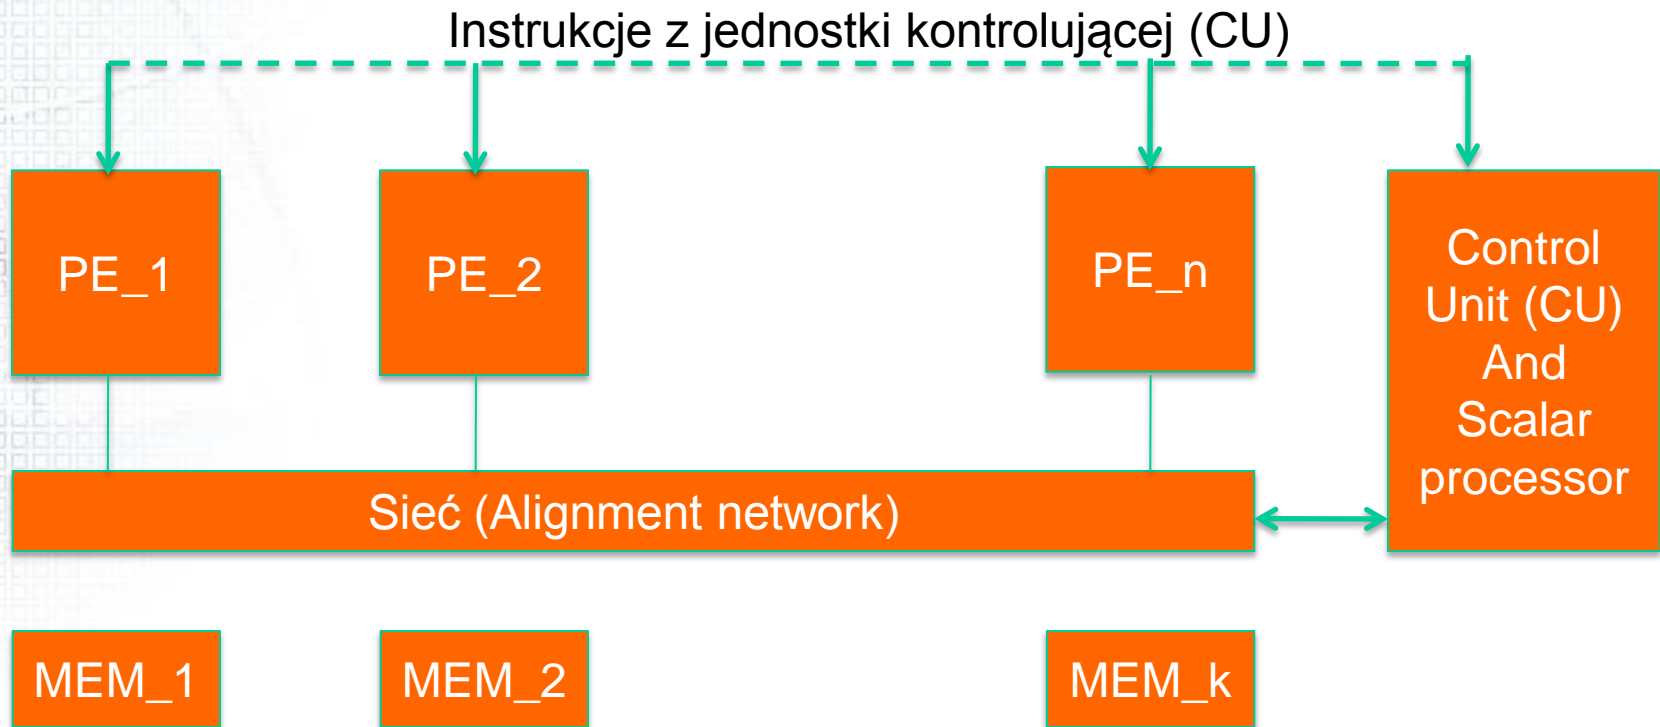 Instrukcje z jednostki kontrolującej (CU)
PE_1
PE_2
PE_n
Control
Unit (CU)
And
Scalar
processor
Sieć (Alignment network)
MEM_1
MEM_2
MEM_k